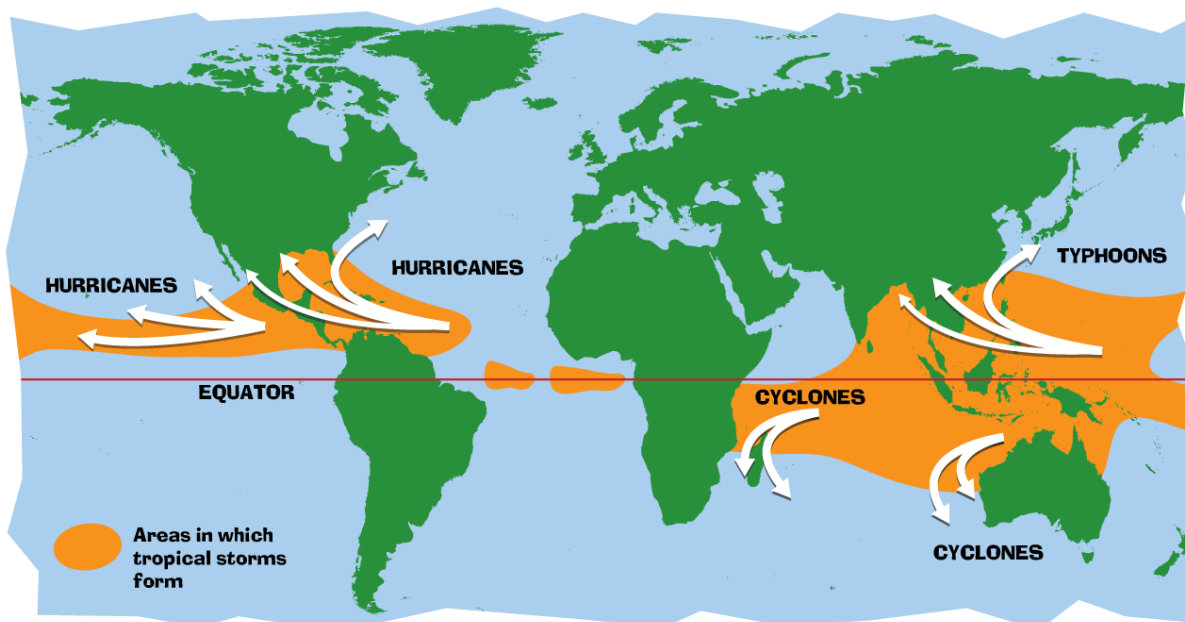 HURRICANES
HURRICANES
TYPHOONS
EQUATOR
CYCLONES
CYCLONES
Areas in which
tropical storms
form